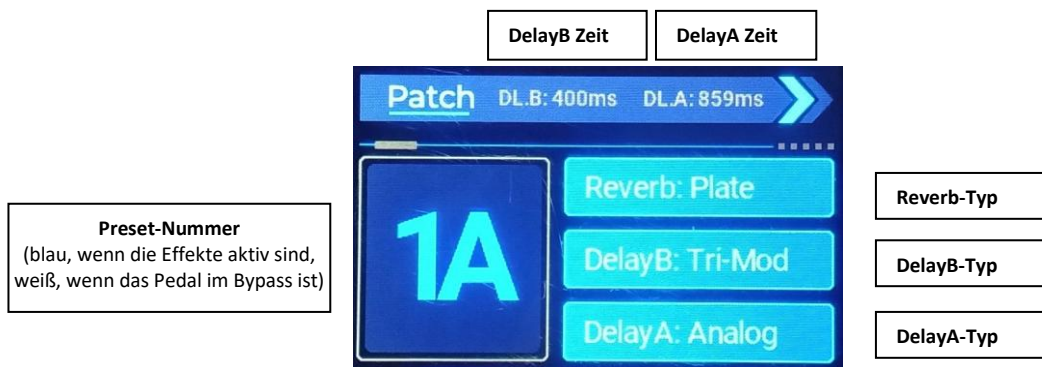 DelayB Zeit
DelayA Zeit
Patch DL.B: 400ms DL.A: 859ms
Preset-Nummer
(blau, wenn die Effekte aktiv sind,
weiß, wenn das Pedal im Bypass ist)
1A
Reverb: Plate
DelayB: Tri-Mod
DelayA: Analog
Reverb-Typ
DelayB-Typ
DelayA-Typ